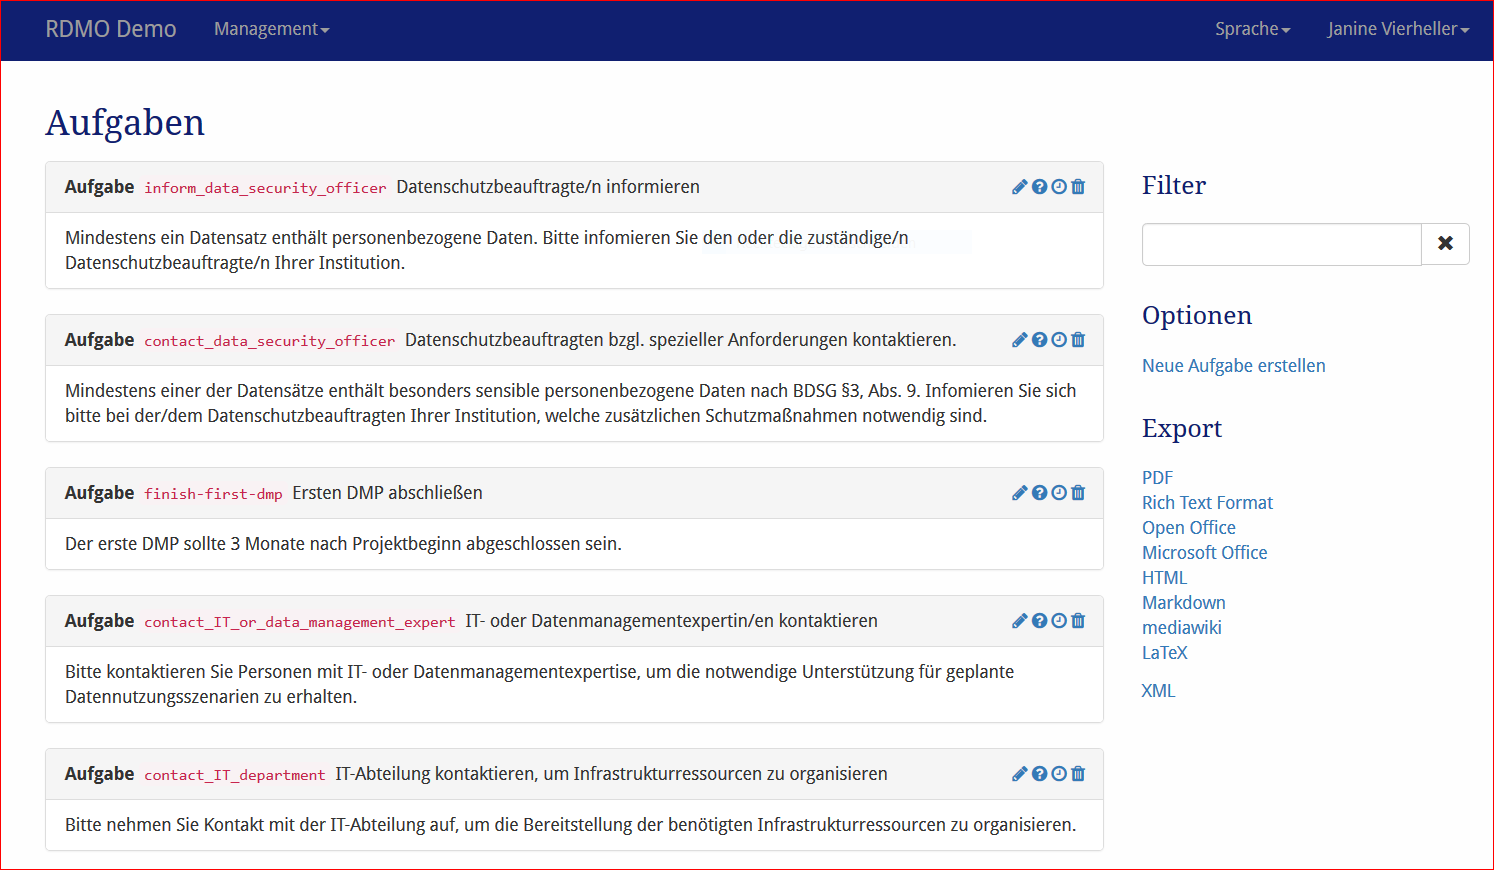 RDMO Demo Management Sprache Janine Vierheller
Aufgaben
Aufgabe inform_data_security_officer Datenschutzbeauftragte/n informieren
Mindestens ein Datensatz enthält personenbezogene Daten. Bitte infomieren Sie den oder die zuständige/n
Datenschutzbeauftragte/n Ihrer Institution.
Aufgabe contact_data_security_officer Datenschutzbeauftragten bzgl. spezieller Anforderungen kontaktieren.
Mindestens einer der Datensätze enthält besonders sensible personenbezogene Daten nach BDSG §3, Abs. 9. Infomieren Sie sich
bitte bei der/dem Datenschutzbeauftragten Ihrer Institution, welche zusätzlichen Schutzmaßnahmen notwendig sind.
Aufgabe finish-first-dmp Ersten DMP abschließen
Der erste DMP sollte 3 Monate nach Projektbeginn abgeschlossen sein.
Aufgabe contact_IT_or_data_management_expert IT- oder Datenmanagementexpertin/en kontaktieren
Bitte kontaktieren Sie Personen mit IT- oder Datenmanagementexpertise, um die notwendige Unterstützung für geplante
Datennutzungsszenarien zu erhalten.
Aufgabe contact_IT_department IT-Abteilung kontaktieren, um Infrastrukturressourcen zu organisieren
Bitte nehmen Sie Kontakt mit der IT-Abteilung auf, um die Bereitstellung der benötigten Infrastrukturressourcen zu organisieren.
Filter
Optionen
Neue Aufgabe erstellen
Export
PDF
Rich Text Format
Open Office
Microsoft Office
HTML
Markdown
mediawiki
LaTeX
XML